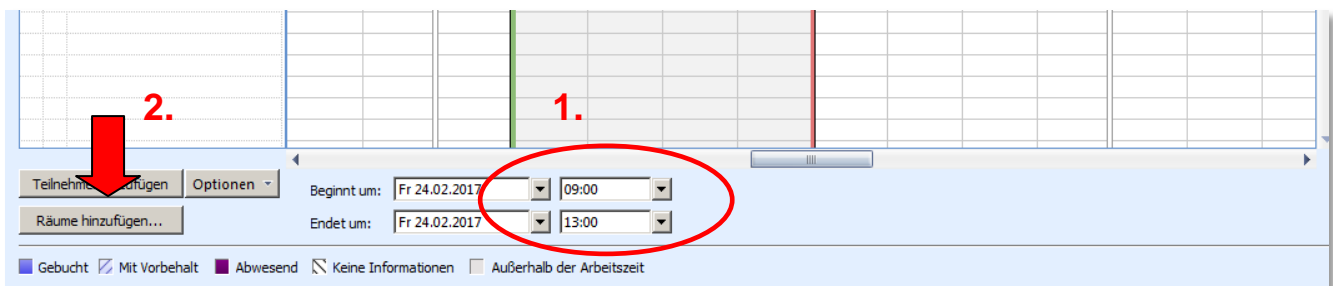 2.
1.
Teilnehmer hinzufügen Optionen
Beginnt um: Fr 24.02.2017 09:00
Räume hinzufügen...
Endet um: Fr 24.02.2017 13:00
Gebucht Mit Vorbehalt Abwesend Keine Informationen Außerhalb der Arbeitszeit